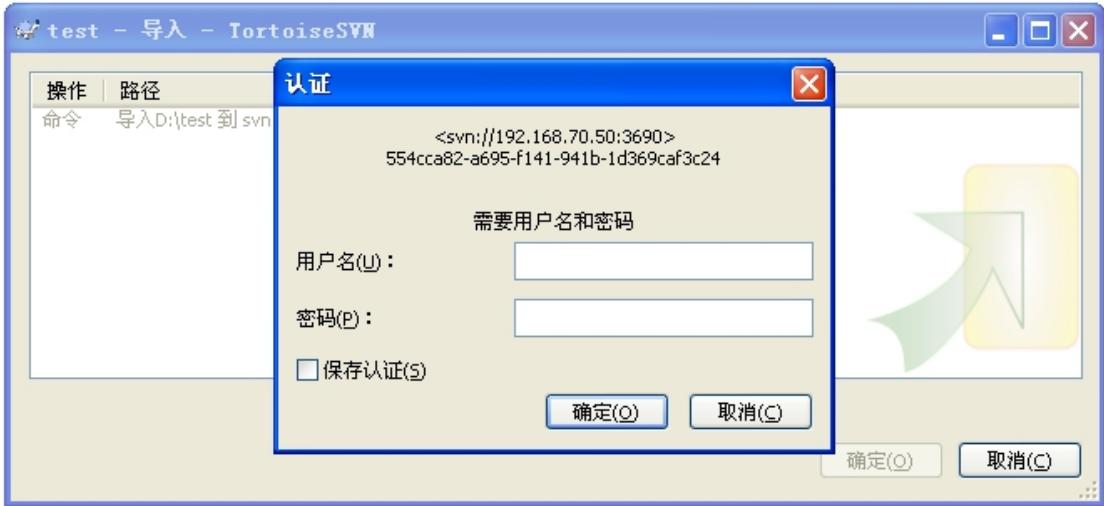 test - 导入 - TortoiseSVN
操作 路径
命令 导入D:\test 到 svn
认证
<svn://192.168.70.50:3690>
554cca82-a695-f141-941b-1d369caf3c24
需要用户名和密码
用户名(U)：
密码(P)：
保存认证(S)
确定(O) 取消(C)
确定(O) 取消(C)